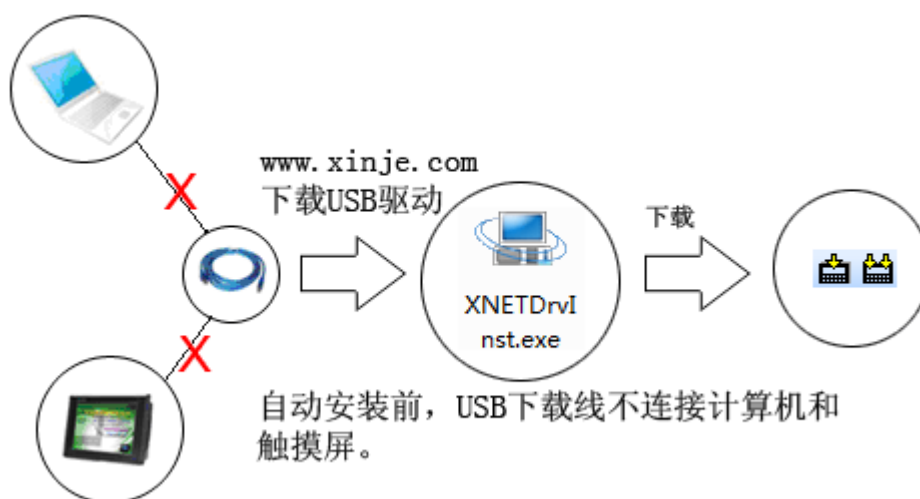 www.xinje.com
下载USB驱动
下载
XNETDrvI
nst.exe
自动安装前，USB下载线不连接计算机和
触摸屏。